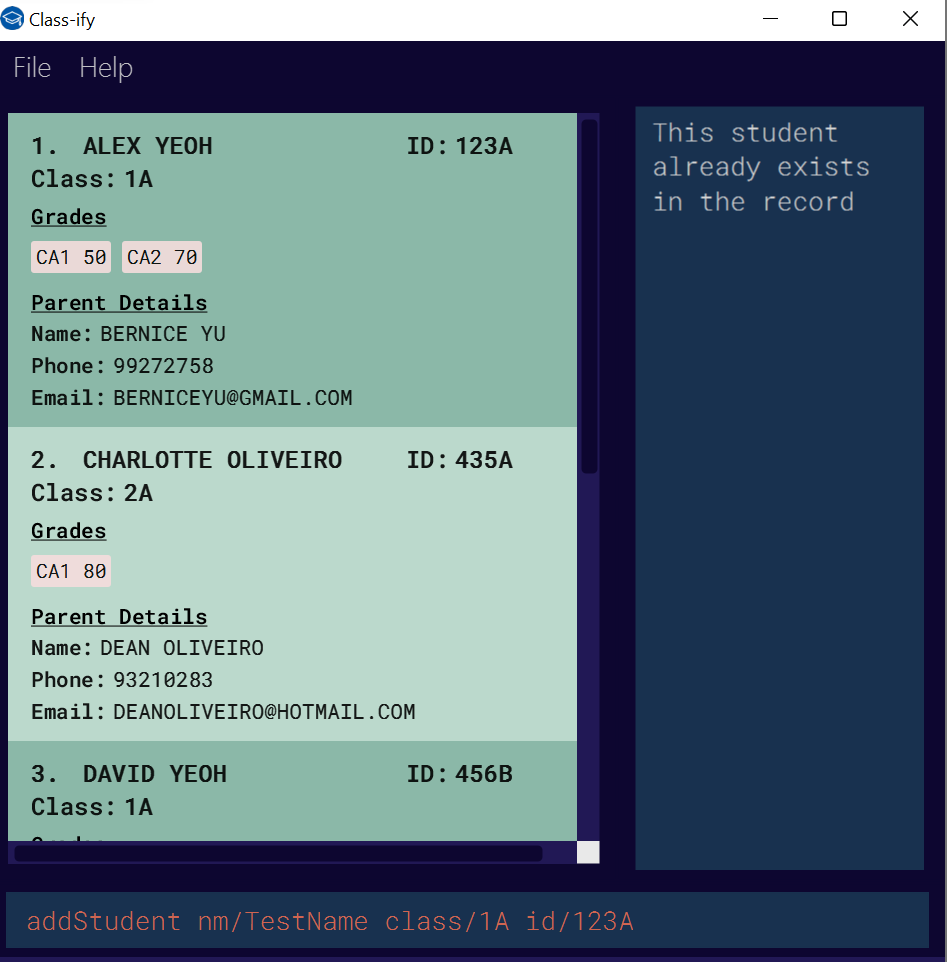 Class-ify
File Help
1. ALEX YEOH ID: 123A
Class: 1A
Grades
CA1 50 CA2 70
Parent Details
Name: BERNICE YU
Phone: 99272758
Email: BERNICEYU@GMAIL.COM
2. CHARLOTTE OLIVEIRO ID: 435A
Class: 2A
Grades
CA1 80
Parent Details
Name: DEAN OLIVEIRO
Phone: 93210283
Email: DEANOLIVEIRO@HOTMAIL.COM
3. DAVID YEOH ID: 456B
Class: 1A
This student
already exists
in the record
addStudent nm/TestName class/1A id/123A